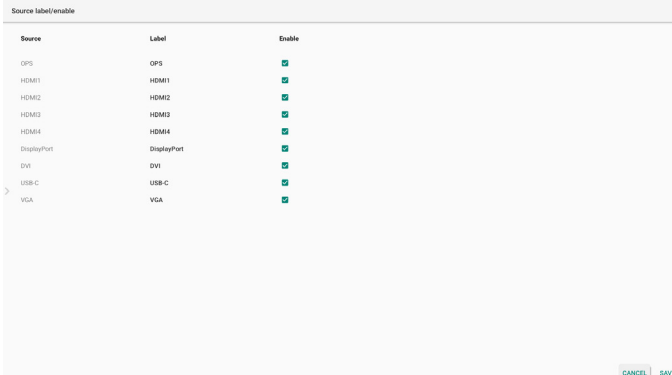 Source label/enable
Source Label Enable
OPS OPS
HDMI1 HDMI1
HDMI2 HDMI2
HDMI3 HDMI3
HDMI4 HDMI4
DisplayPort DisplayPort
DVI DVI
USB-C USB-C
VGA VGA
CANCEL SAV